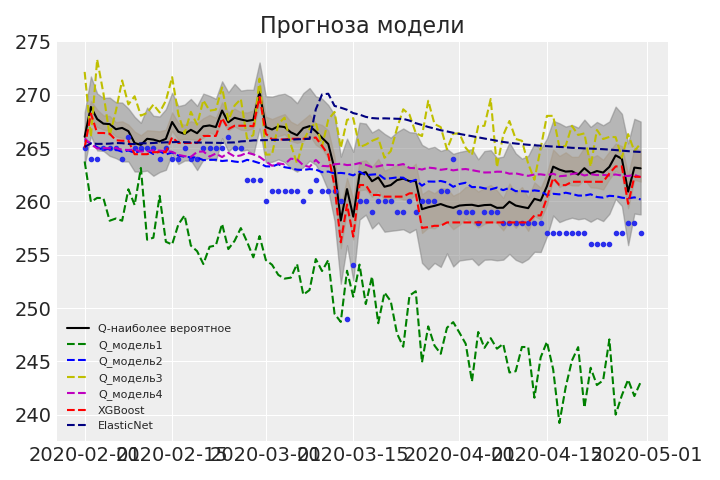 Прогноза модели
275
270
265
260
255
250
245
240
Q-наиболее вероятное
Q_модель1
Q_модель2
Q_модель3
Q_модель4
XGBoost
ElasticNet
2020-02-01 2020-02-15 2020-03-01 2020-03-15 2020-04-01 2020-04-15 2020-05-01